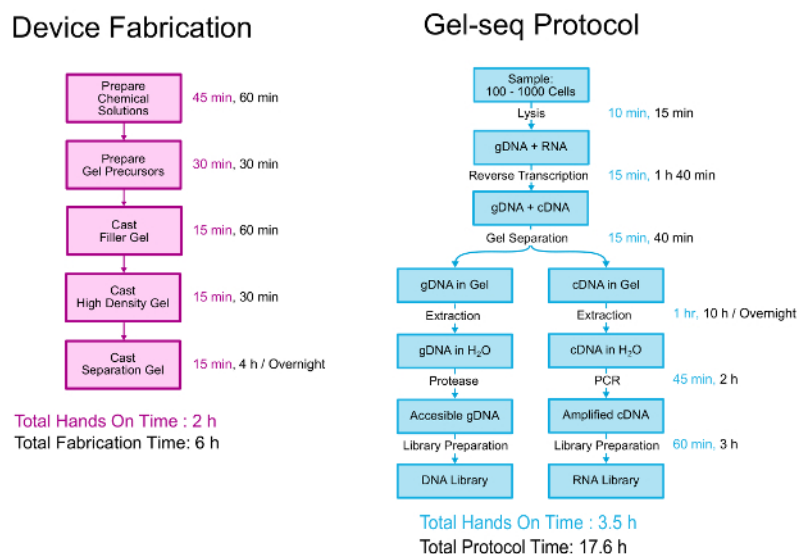 Device Fabrication
Prepare
Chemical
Solutions
45 min, 60 min
Prepare
Gel Precursors
30 min, 30 min
Cast
Filler Gel
15 min, 60 min
Cast
High Density Gel
15 min, 30 min
Cast
Separation Gel
15 min, 4 h / Overnight
Total Hands On Time : 2 h
Total Fabrication Time: 6 h
Gel-seq Protocol
Sample:
100 - 1000 Cells
Lysis
10 min, 15 min
gDNA + RNA
Reverse Transcription
15 min, 1 h 40 min
gDNA + cDNA
Gel Separation
15 min, 40 min
gDNA in Gel
cDNA in Gel
Extraction
Extraction
1 hr, 10 h / Overnight
gDNA in H₂O
cDNA in H₂O
Protease
PCR
45 min, 2 h
Accesible gDNA
Amplified cDNA
Library Preparation
Library Preparation
60 min, 3 h
DNA Library
RNA Library
Total Hands On Time : 3.5 h
Total Protocol Time: 17.6 h